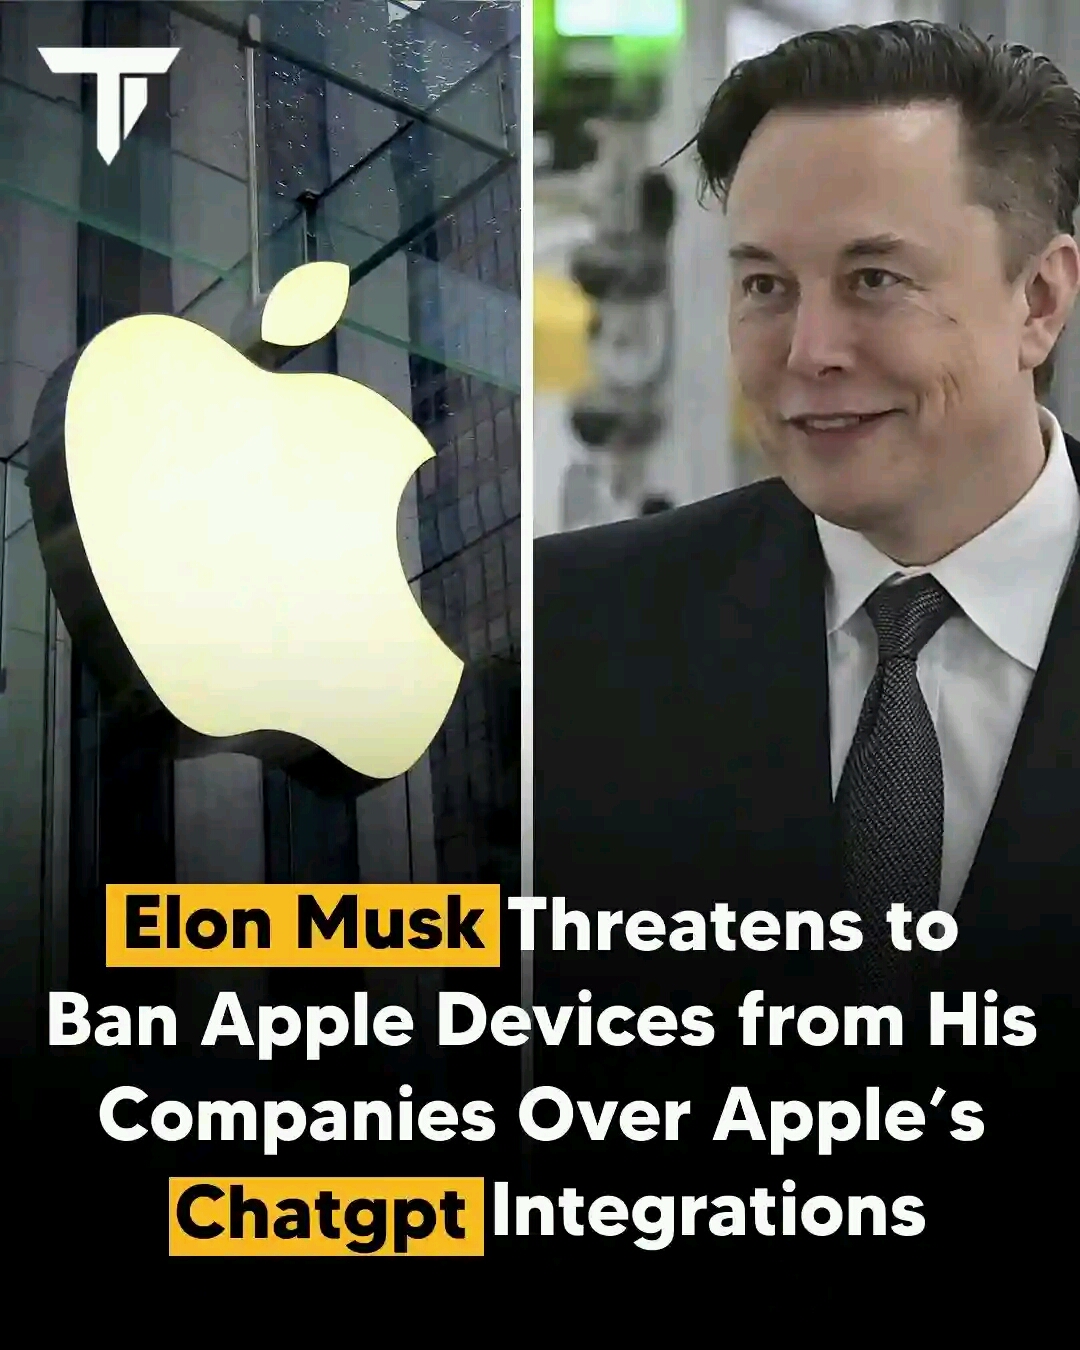 Elon Musk Threatens to
Ban Apple Devices from His
Companies Over Apple’s
Chatgpt Integrations